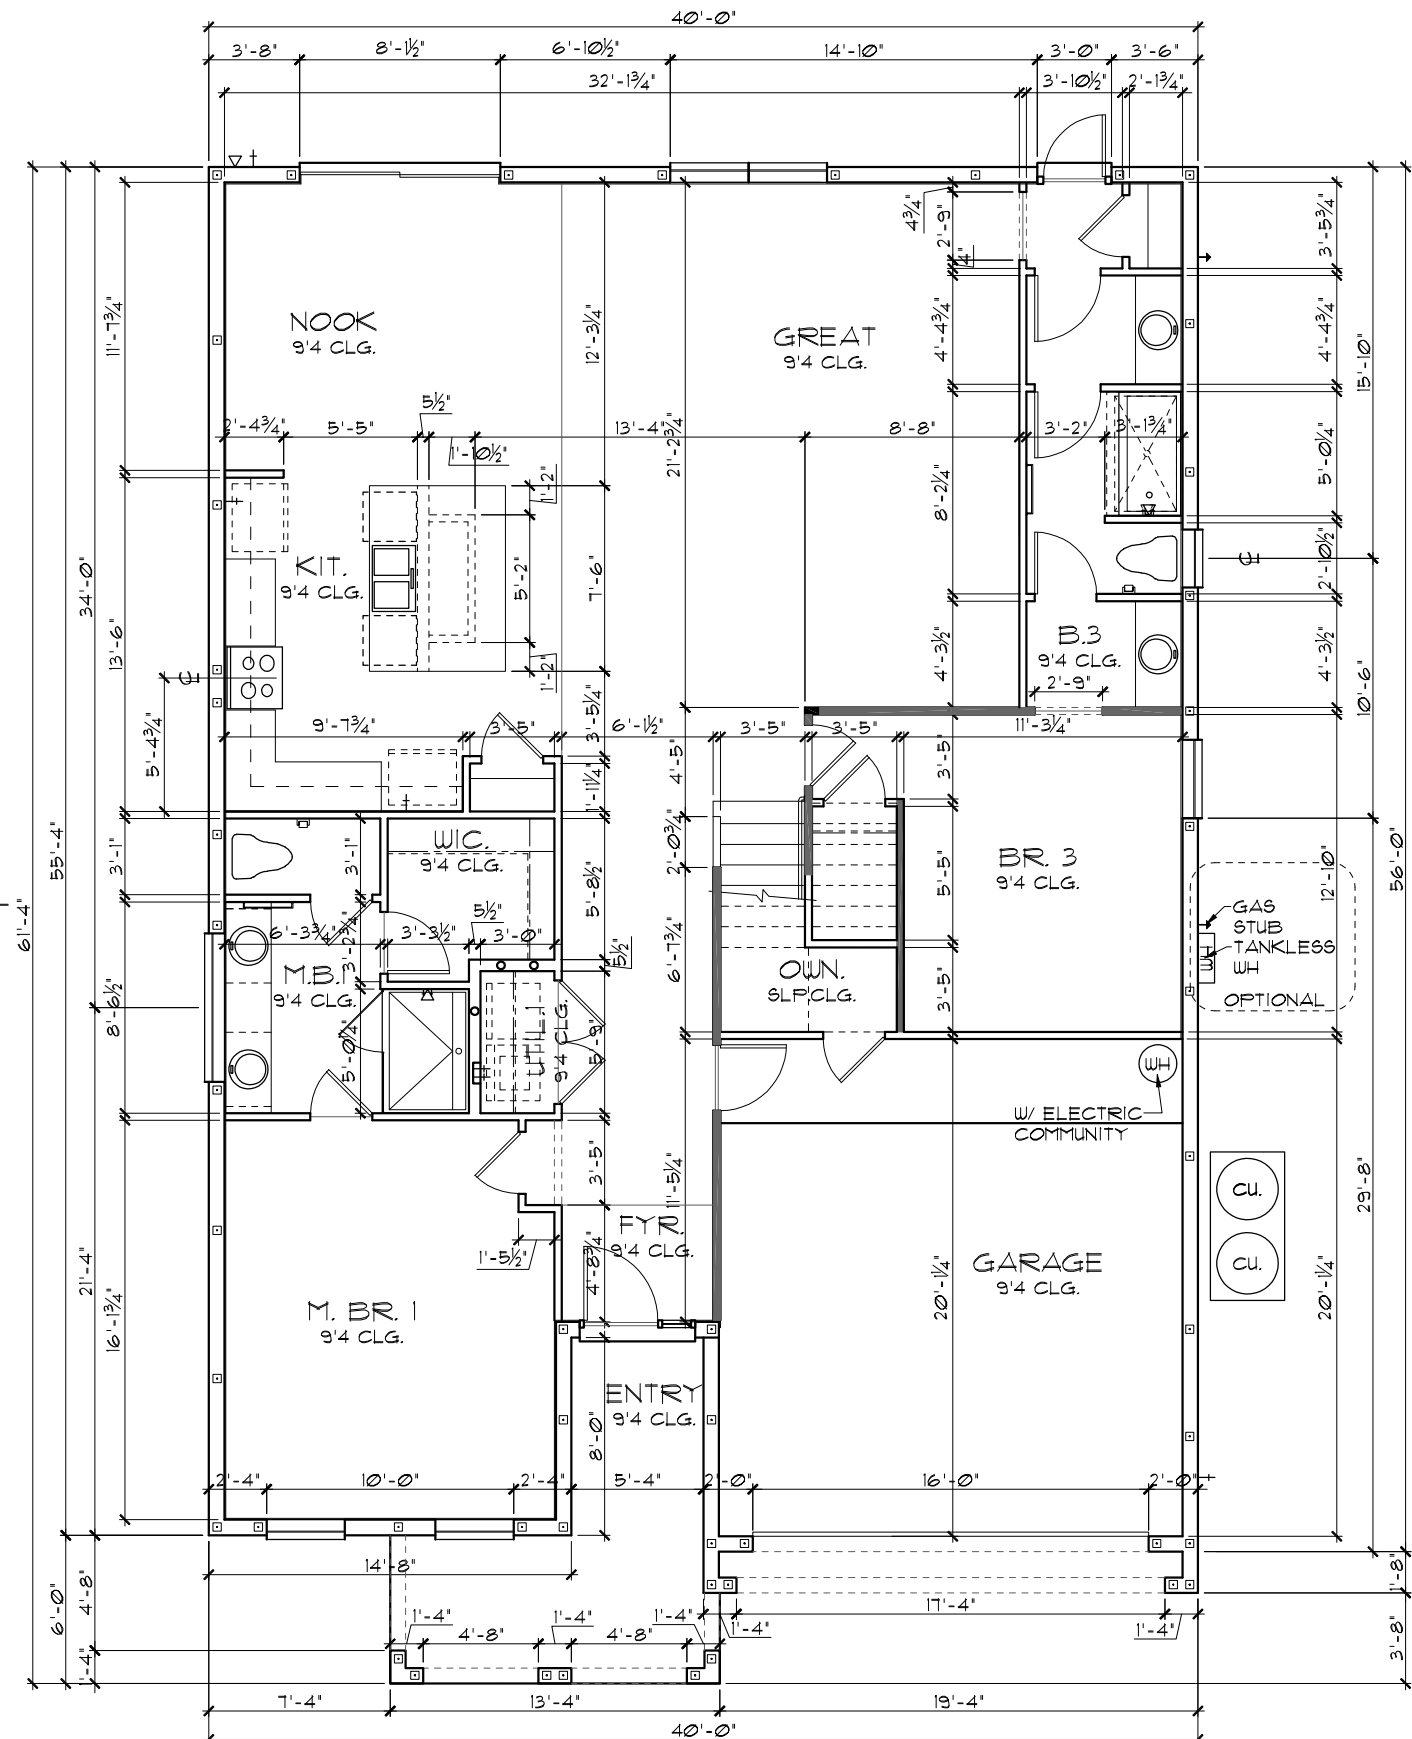 40'-0"
3'-8"
8'-1½"
6'-10½"
14'-10"
3'-0"
3'-6"
32'-1¾"
3'-10½"
2'-1¾"
4¾"
2'-9"
4"
3'-5¾"
11'-7¾"
12'-3¼"
4'-4¾"
4'-4¾"
15'-10"
NOOK
9'4 CLG.
GREAT
9'4 CLG.
2'-4¾"
5'-5"
5½"
1'-10½"
13'-4"
21'-2¾"
8'-8"
3'-2"
3'-1¾"
5'-0¼"
1'-2"
8'-2¼"
KIT.
9'4 CLG.
5'-2"
7'-6"
2'-10½"
34'-0"
13'-6"
1'-2"
B.3
9'4 CLG.
4'-3½"
4'-3½"
2'-9"
10'-6"
9'-7¾"
3'-5"
6'-1½"
3'-5"
3'-5"
11'-3¼"
5'-4¾"
3'-5¼"
4'-5"
3'-5"
1'-11¼"
55'-4"
61'-4"
3'-1"
3'-1"
WIC.
9'4 CLG.
2'-0¾"
5'-5"
BR. 3
9'4 CLG.
12'-10"
56'-0"
5'-8½"
GAS
STUB
TANKLESS
WH
OPTIONAL
6'-3¾"
3'-3½"
5½"
3'-0"
3'-2¾"
5½"
6'-7¾"
M.B.1
9'4 CLG.
OWN.
SLP CLG.
3'-5"
8'-6½"
5'-0¼"
UTIL.1
9'4 CLG.
5'-9"
WH
W/ ELECTRIC
COMMUNITY
3'-5"
11'-5¼"
CU.
CU.
29'-8"
21'-4"
1'-5½"
FYR.
9'4 CLG.
4'-8¾"
GARAGE
9'4 CLG.
20'-1¼"
20'-1¼"
16'-1¾"
M. BR. 1
9'4 CLG.
ENTRY
9'4 CLG.
8'-0"
2'-4"
10'-0"
2'-4"
5'-4"
2'-0"
16'-0"
2'-0"
14'-8"
1'-8"
6'-0"
4'-8"
1'-4"
1'-4"
4'-8"
1'-4"
4'-8"
1'-4"
1'-4"
17'-4"
1'-4"
3'-8"
7'-4"
13'-4"
19'-4"
40'-0"